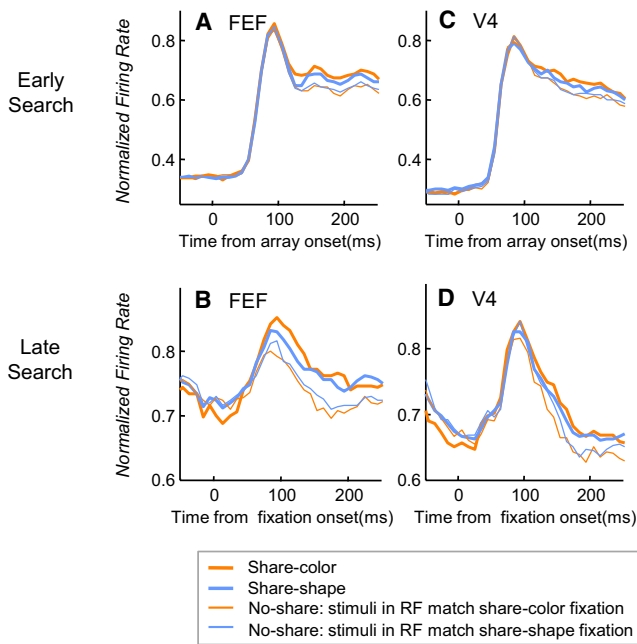 A FEF
C V4
Early
Search
Normalized Firing Rate
0.8
0.6
0.4
0 100 200
Time from array onset(ms)
0.8
0.6
0.4
0 100 200
Time from array onset(ms)
B FEF
D V4
Late
Search
Normalized Firing Rate
0.8
0.7
0.6
0 100 200
Time from fixation onset(ms)
0.8
0.7
0.6
0 100 200
Time from fixation onset(ms)
Share-color
Share-shape
No-share: stimuli in RF match share-color fixation
No-share: stimuli in RF match share-shape fixation